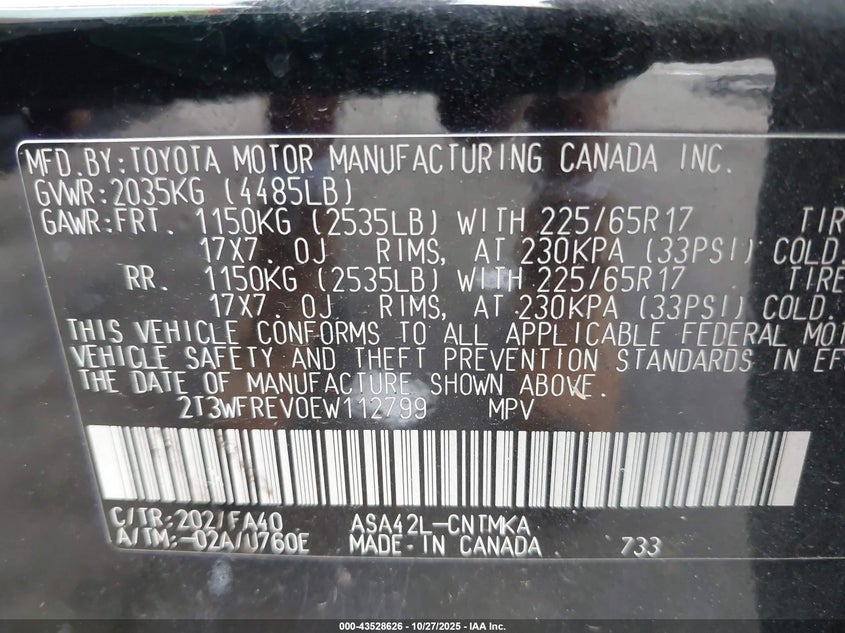 MFD.BY:TOYOTA MOTOR MANUFACTURING CANADA INC.
GVWR:2035KG (4485LB)
GAWR:FRT. 1150KG (2535LB) WITH 225/65R17 TIR
17X7.0J RIMS, AT 230KPA (33PSI) COLD.
RR. 1150KG (2535LB) WITH 225/65R17 TIRE
17X7.0J RIMS, AT 230KPA (33PSI) COLD.
THIS VEHICLE CONFORMS TO ALL APPLICABLE FEDERAL MOT
VEHICLE SAFETY AND THEFT PREVENTION STANDARDS IN EFF
THE DATE OF MANUFACTURE SHOWN ABOVE.
2T3WFREV0EW112799 MPV
C/TR:202/FA40 ASA42L-CNTMKA
A/TM:-02A/U760E MADE-IN CANADA 733
000-43528626 - 10/27/2025 - IAA Inc.